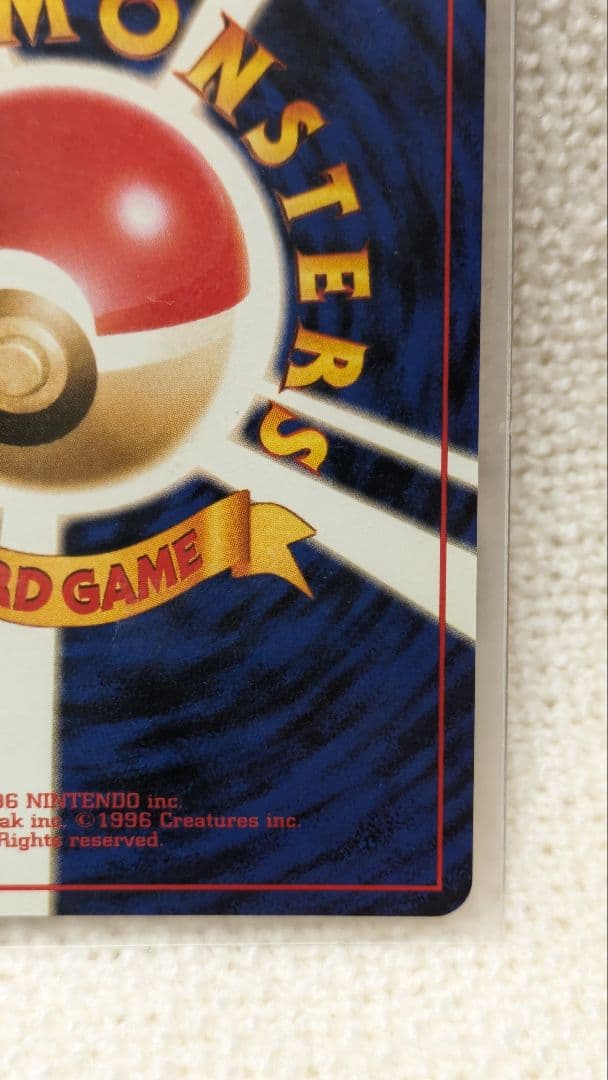 MONSTERS
RD GAME
96 NINTENDO inc.
ak inc. ©1996 Creatures inc.
Rights reserved.